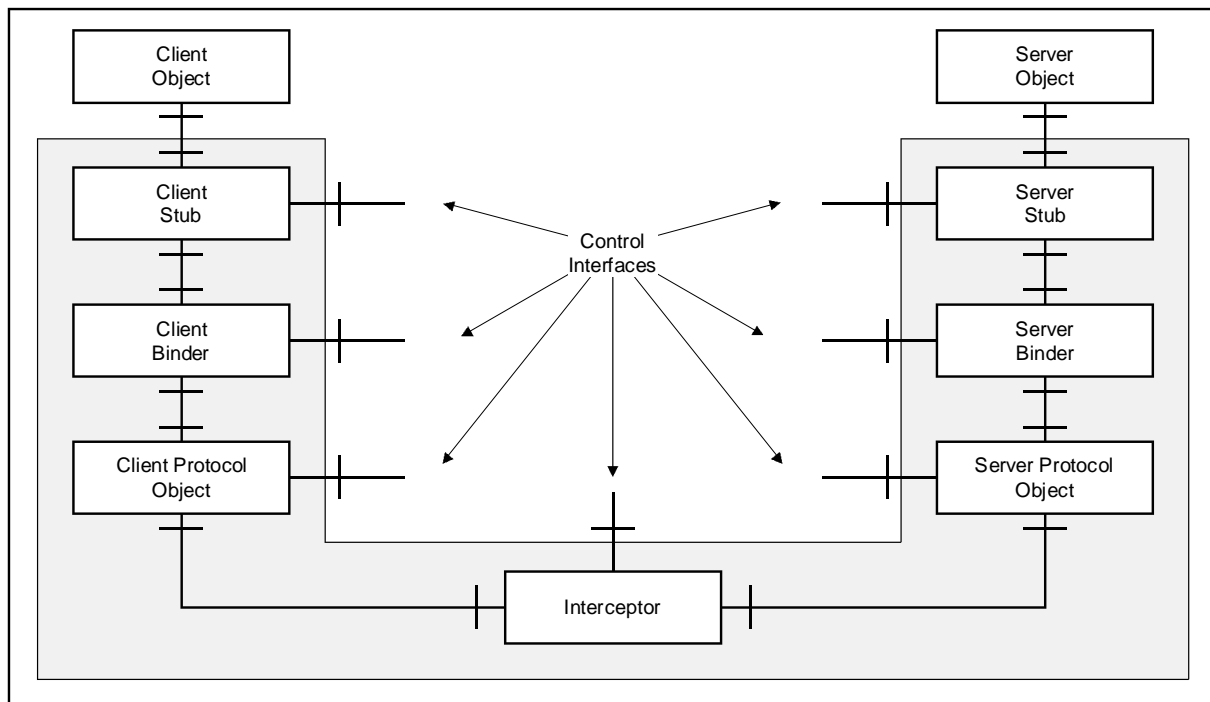 Client
Object
Server
Object
Client
Stub
Server
Stub
Control
Interfaces
Client
Binder
Server
Binder
Client Protocol
Object
Server Protocol
Object
Interceptor